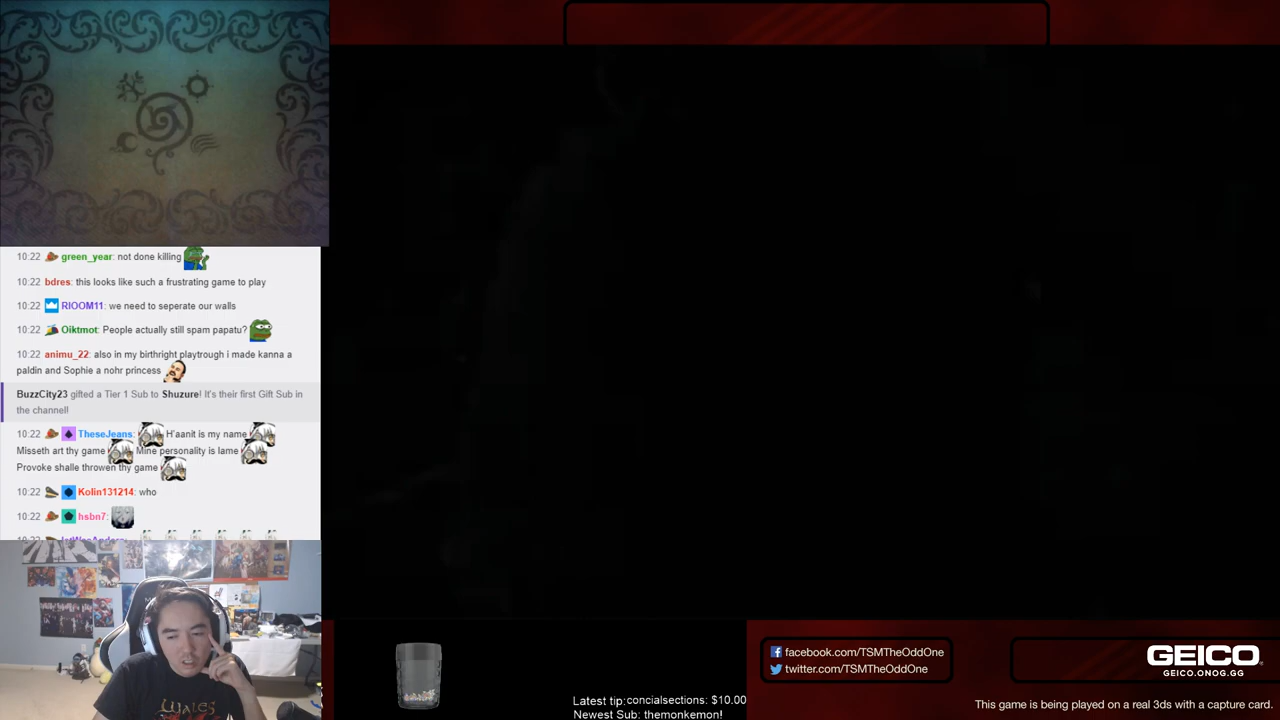 10:22 green_year: not done killing
10:22 bdres: this looks like such a frustrating game to play
10:22 RIOOM11: we need to seperate our walls
10:22 Oiktmot: People actually still spam papatu?
10:22 animu_22: also in my birthright playtrough i made kanna a
paldin and Sophie a nohr princess
BuzzCity23 gifted a Tier 1 Sub to Shuzure! It's their first Gift Sub in
the channel!
10:22 TheseJeans: H'aanit is my name
Misseth art thy game Mine personality is lame
Provoke shalle throwen thy game
10:22 Kolin131214: who
10:22 hsbn7:
10:22
WALES
facebook.com/TSMTheOddOne
twitter.com/TSMTheOddOne
GEICO.
GEICO.ONOG.GG
Latest tip: concialsections: $10.00
Newest Sub: themonkemon!
This game is being played on a real 3ds with a capture card.